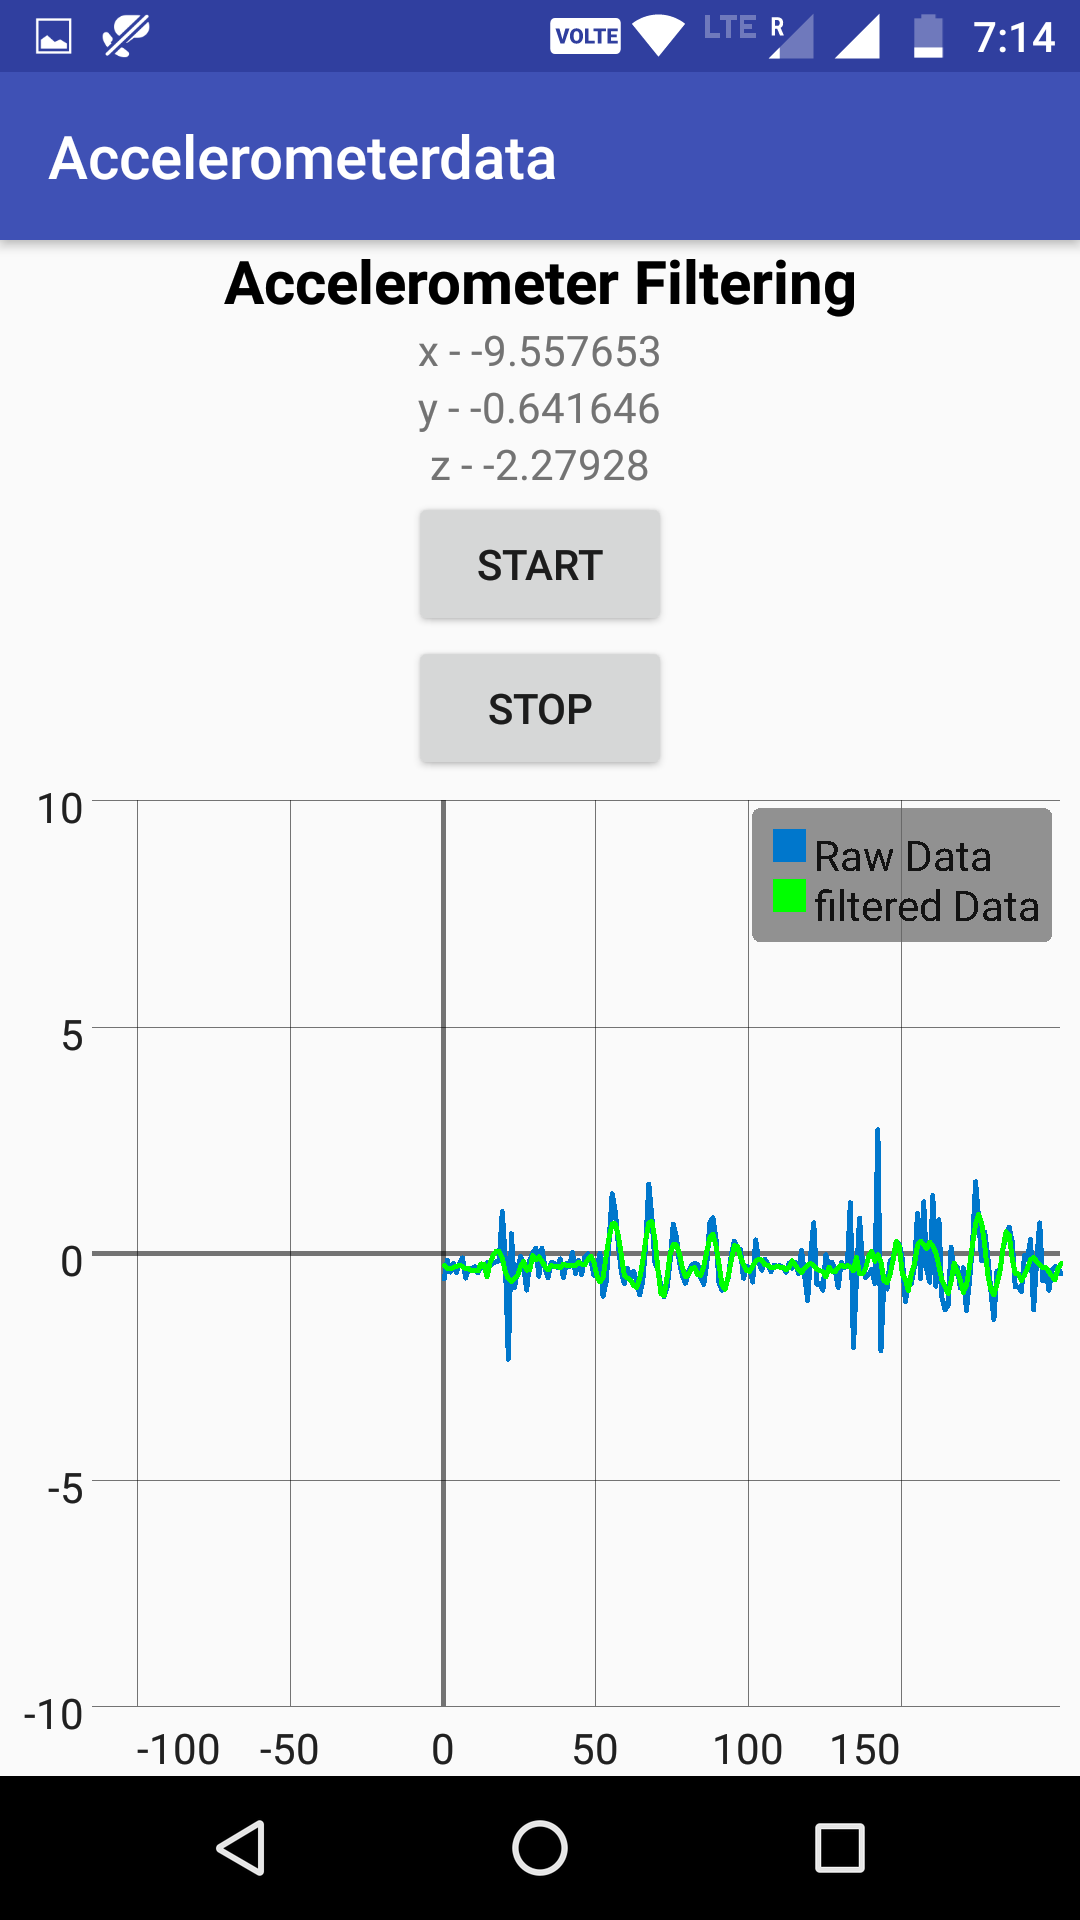 VOLTE LTE R 7:14
Accelerometerdata
Accelerometer Filtering
x - -9.557653
y - -0.641646
z - -2.27928
START
STOP
10
Raw Data
filtered Data
5
0
-5
-10
-100 -50 0 50 100 150